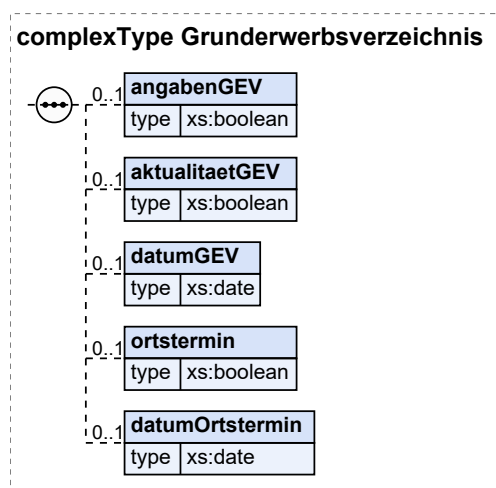 complexType Grunderwerbsverzeichnis
0..1 angabenGEV
type xs:boolean
0..1 aktualitaetGEV
type xs:boolean
0..1 datumGEV
type xs:date
0..1 ortstermin
type xs:boolean
0..1 datumOrtstermin
type xs:date